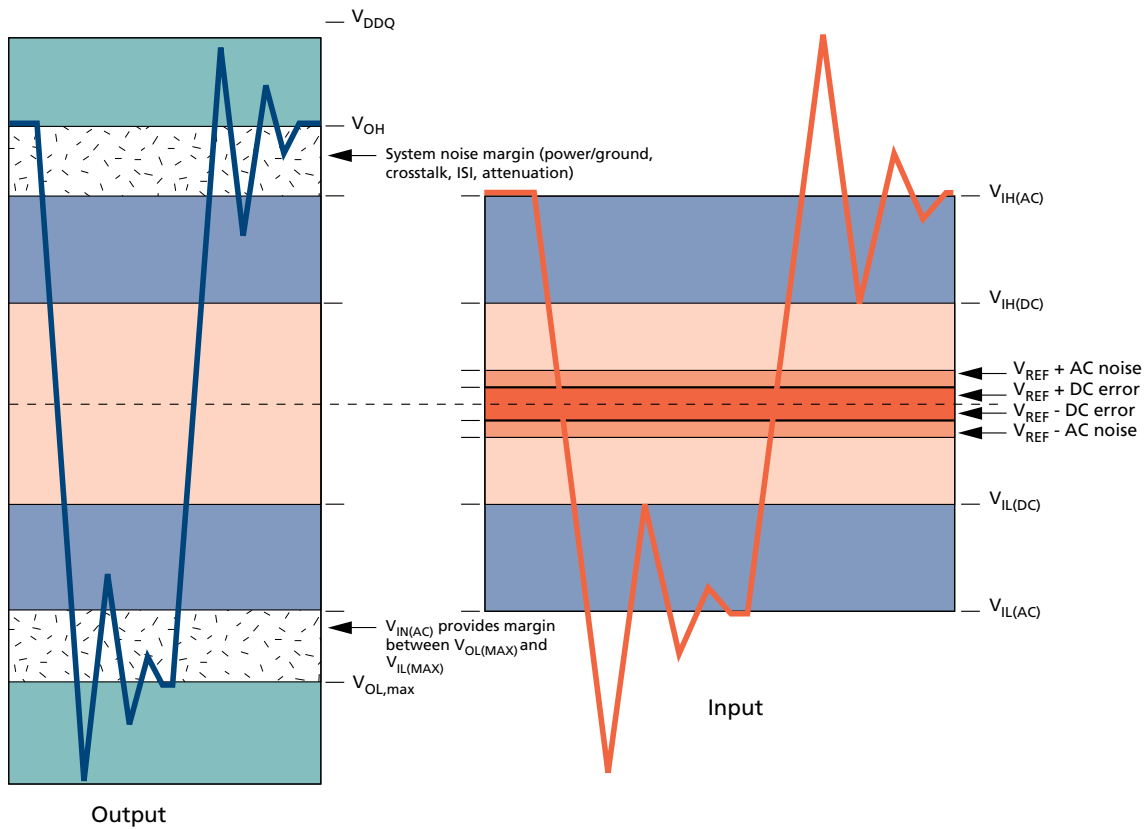 VDDQ
VOH
System noise margin (power/ground,
crosstalk, ISI, attenuation)
VIH(AC)
VIH(DC)
VREF + AC noise
VREF + DC error
VREF - DC error
VREF - AC noise
VIL(DC)
VIL(AC)
VIN(AC) provides margin
between VOL(MAX) and
VIL(MAX)
VOL,max
Input
Output